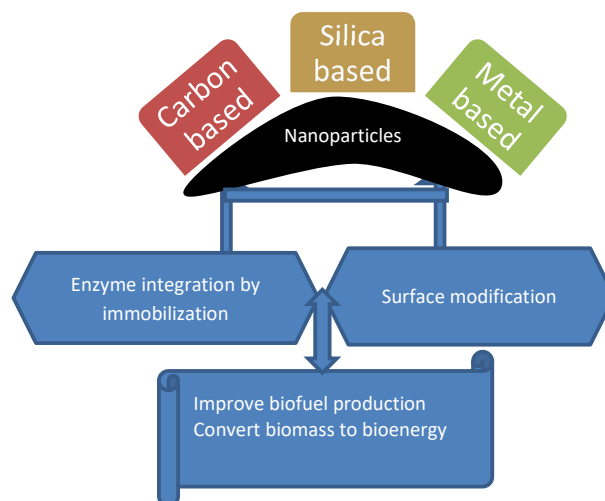 Carbon
based
Silica
based
Metal
based
Nanoparticles
Enzyme integration by
immobilization
Surface modification
Improve biofuel production
Convert biomass to bioenergy